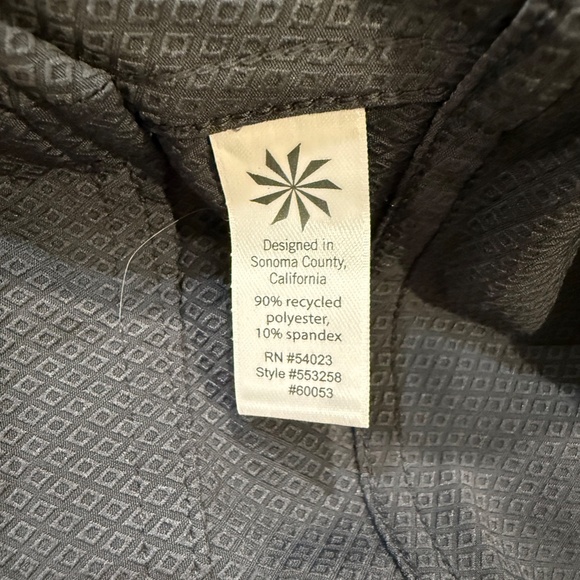 Designed in
Sonoma County,
California
90% recycled
polyester,
10% spandex
RN #54023
Style #553258
#60053